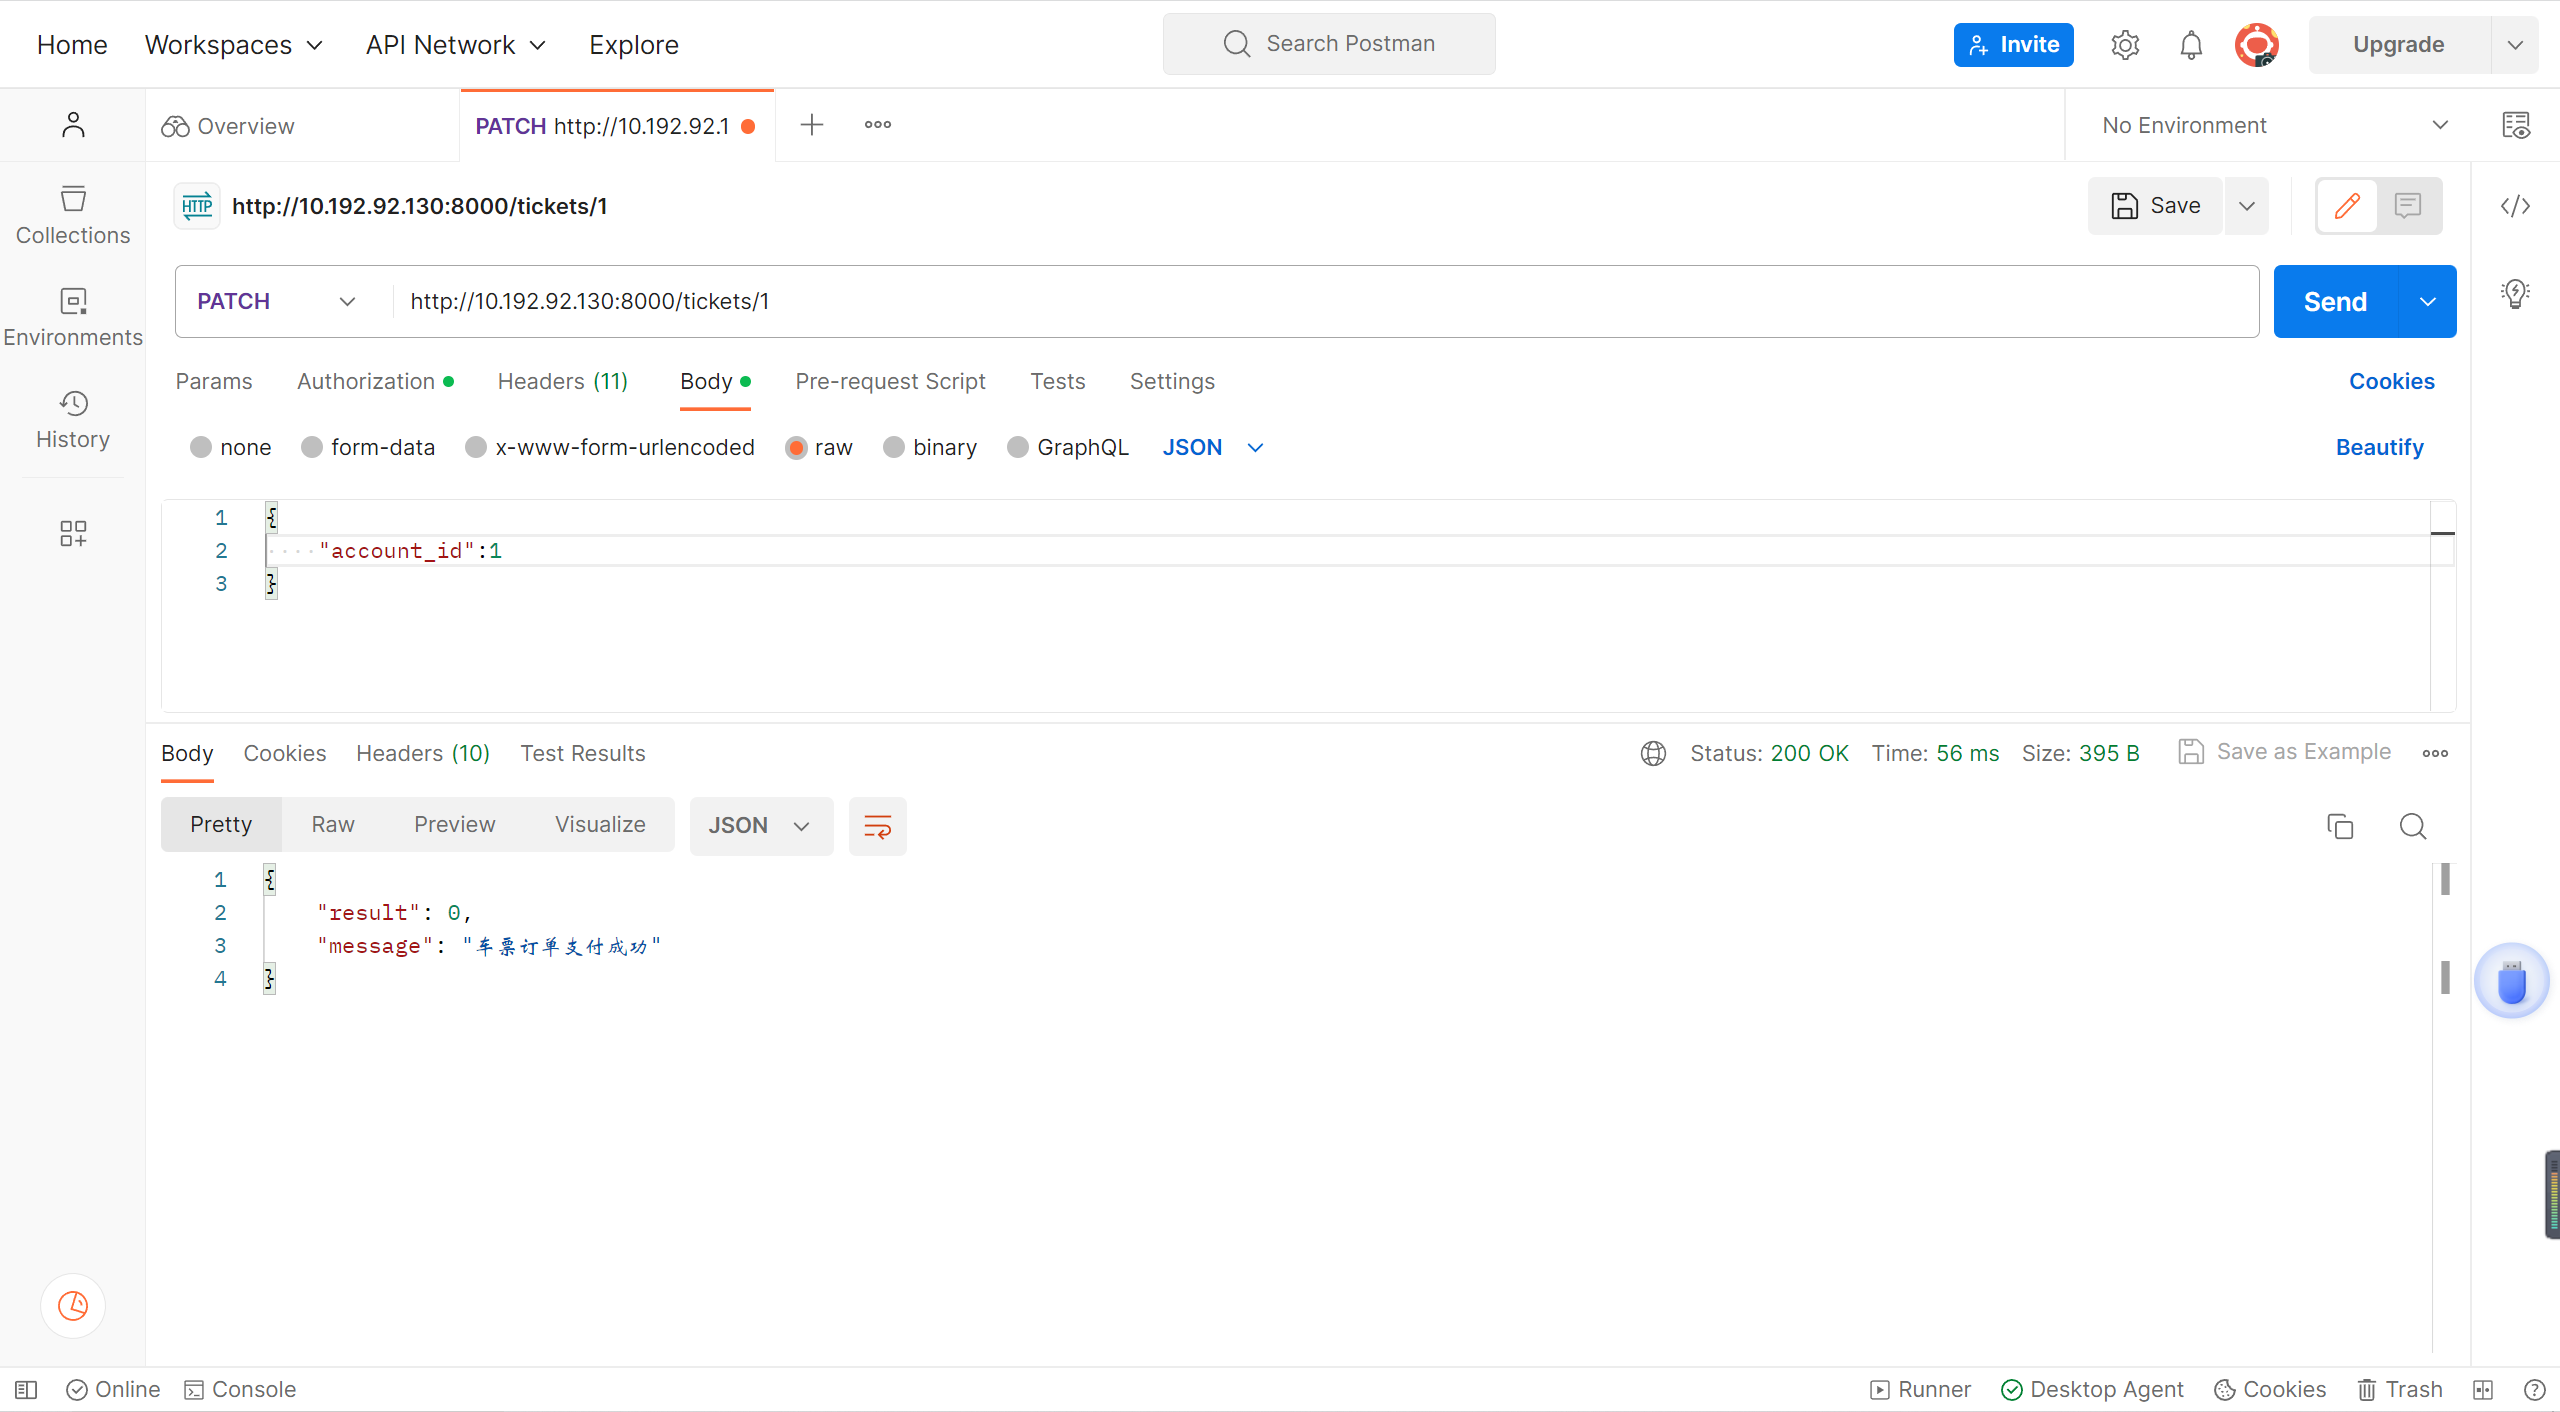 Home Workspaces API Network Explore Search Postman Invite Upgrade
Overview PATCH http://10.192.92.1 No Environment
http://10.192.92.130:8000/tickets/1 Save
Collections
PATCH http://10.192.92.130:8000/tickets/1 Send
Environments
Params Authorization Headers (11) Body Pre-request Script Tests Settings Cookies
History
none form-data x-www-form-urlencoded raw binary GraphQL JSON Beautify
1 {
2 "account_id":1
3 }
Body Cookies Headers (10) Test Results Status: 200 OK Time: 56 ms Size: 395 B Save as Example
Pretty Raw Preview Visualize JSON
1 {
2 "result": 0,
3 "message": "车票订单支付成功"
4 }
Online Console Runner Desktop Agent Cookies Trash